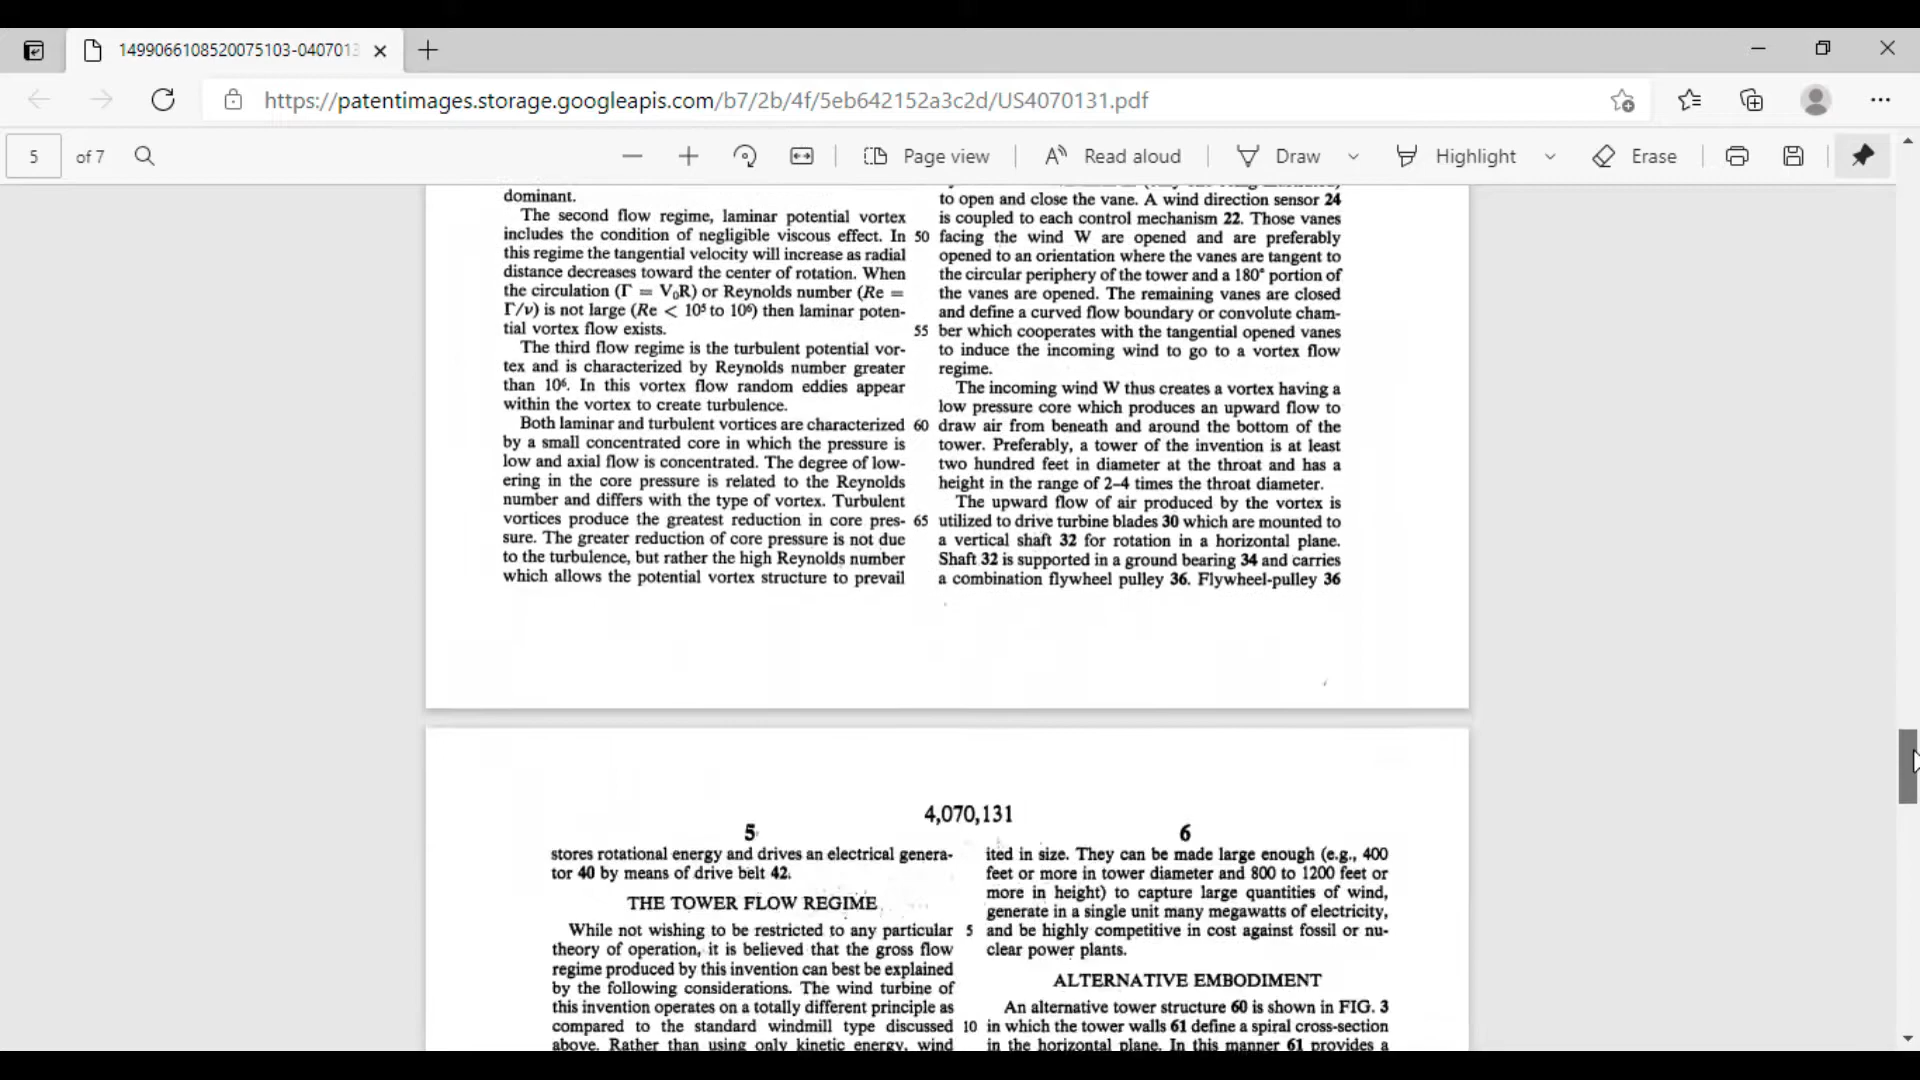 1499066108520075103-0407013
https://patentimages.storage.googleapis.com/b7/2b/4f/5eb642152a3c2d/US4070131.pdf
5 of 7
Page view
Read aloud
Draw
Highlight
Erase
dominant.
The second flow regime, laminar potential vortex
includes the condition of negligible viscous effect. In
this regime the tangential velocity will increase as radial
distance decreases toward the center of rotation. When
the circulation (Γ = V₀R) or Reynolds number (Re =
Γ/ν) is not large (Re < 10⁵ to 10⁶) then laminar poten-
tial vortex flow exists.
The third flow regime is the turbulent potential vor-
tex and is characterized by Reynolds number greater
than 10⁶. In this vortex flow random eddies appear
within the vortex to create turbulence.
Both laminar and turbulent vortices are characterized
by a small concentrated core in which the pressure is
low and axial flow is concentrated. The degree of low-
ering in the core pressure is related to the Reynolds
number and differs with the type of vortex. Turbulent
vortices produce the greatest reduction in core pres-
sure. The greater reduction of core pressure is not due
to the turbulence, but rather the high Reynolds number
which allows the potential vortex structure to prevail
50
55
60
65
to open and close the vane. A wind direction sensor 24
is coupled to each control mechanism 22. Those vanes
facing the wind W are opened and are preferably
opened to an orientation where the vanes are tangent to
the circular periphery of the tower and a 180° portion of
the vanes are opened. The remaining vanes are closed
and define a curved flow boundary or convolute cham-
ber which cooperates with the tangential opened vanes
to induce the incoming wind to go to a vortex flow
regime.
The incoming wind W thus creates a vortex having a
low pressure core which produces an upward flow to
draw air from beneath and around the bottom of the
tower. Preferably, a tower of the invention is at least
two hundred feet in diameter at the throat and has a
height in the range of 2-4 times the throat diameter.
The upward flow of air produced by the vortex is
utilized to drive turbine blades 30 which are mounted to
a vertical shaft 32 for rotation in a horizontal plane.
Shaft 32 is supported in a ground bearing 34 and carries
a combination flywheel pulley 36. Flywheel-pulley 36
4,070,131
5
stores rotational energy and drives an electrical genera-
tor 40 by means of drive belt 42.
THE TOWER FLOW REGIME
While not wishing to be restricted to any particular
theory of operation, it is believed that the gross flow
regime produced by this invention can best be explained
by the following considerations. The wind turbine of
this invention operates on a totally different principle as
compared to the standard windmill type discussed
above. Rather than using only kinetic energy, wind
5
10
6
ited in size. They can be made large enough (e.g., 400
feet or more in tower diameter and 800 to 1200 feet or
more in height) to capture large quantities of wind,
generate in a single unit many megawatts of electricity,
and be highly competitive in cost against fossil or nu-
clear power plants.
ALTERNATIVE EMBODIMENT
An alternative tower structure 60 is shown in FIG. 3
in which the tower walls 61 define a spiral cross-section
in the horizontal plane. In this manner 61 provides a